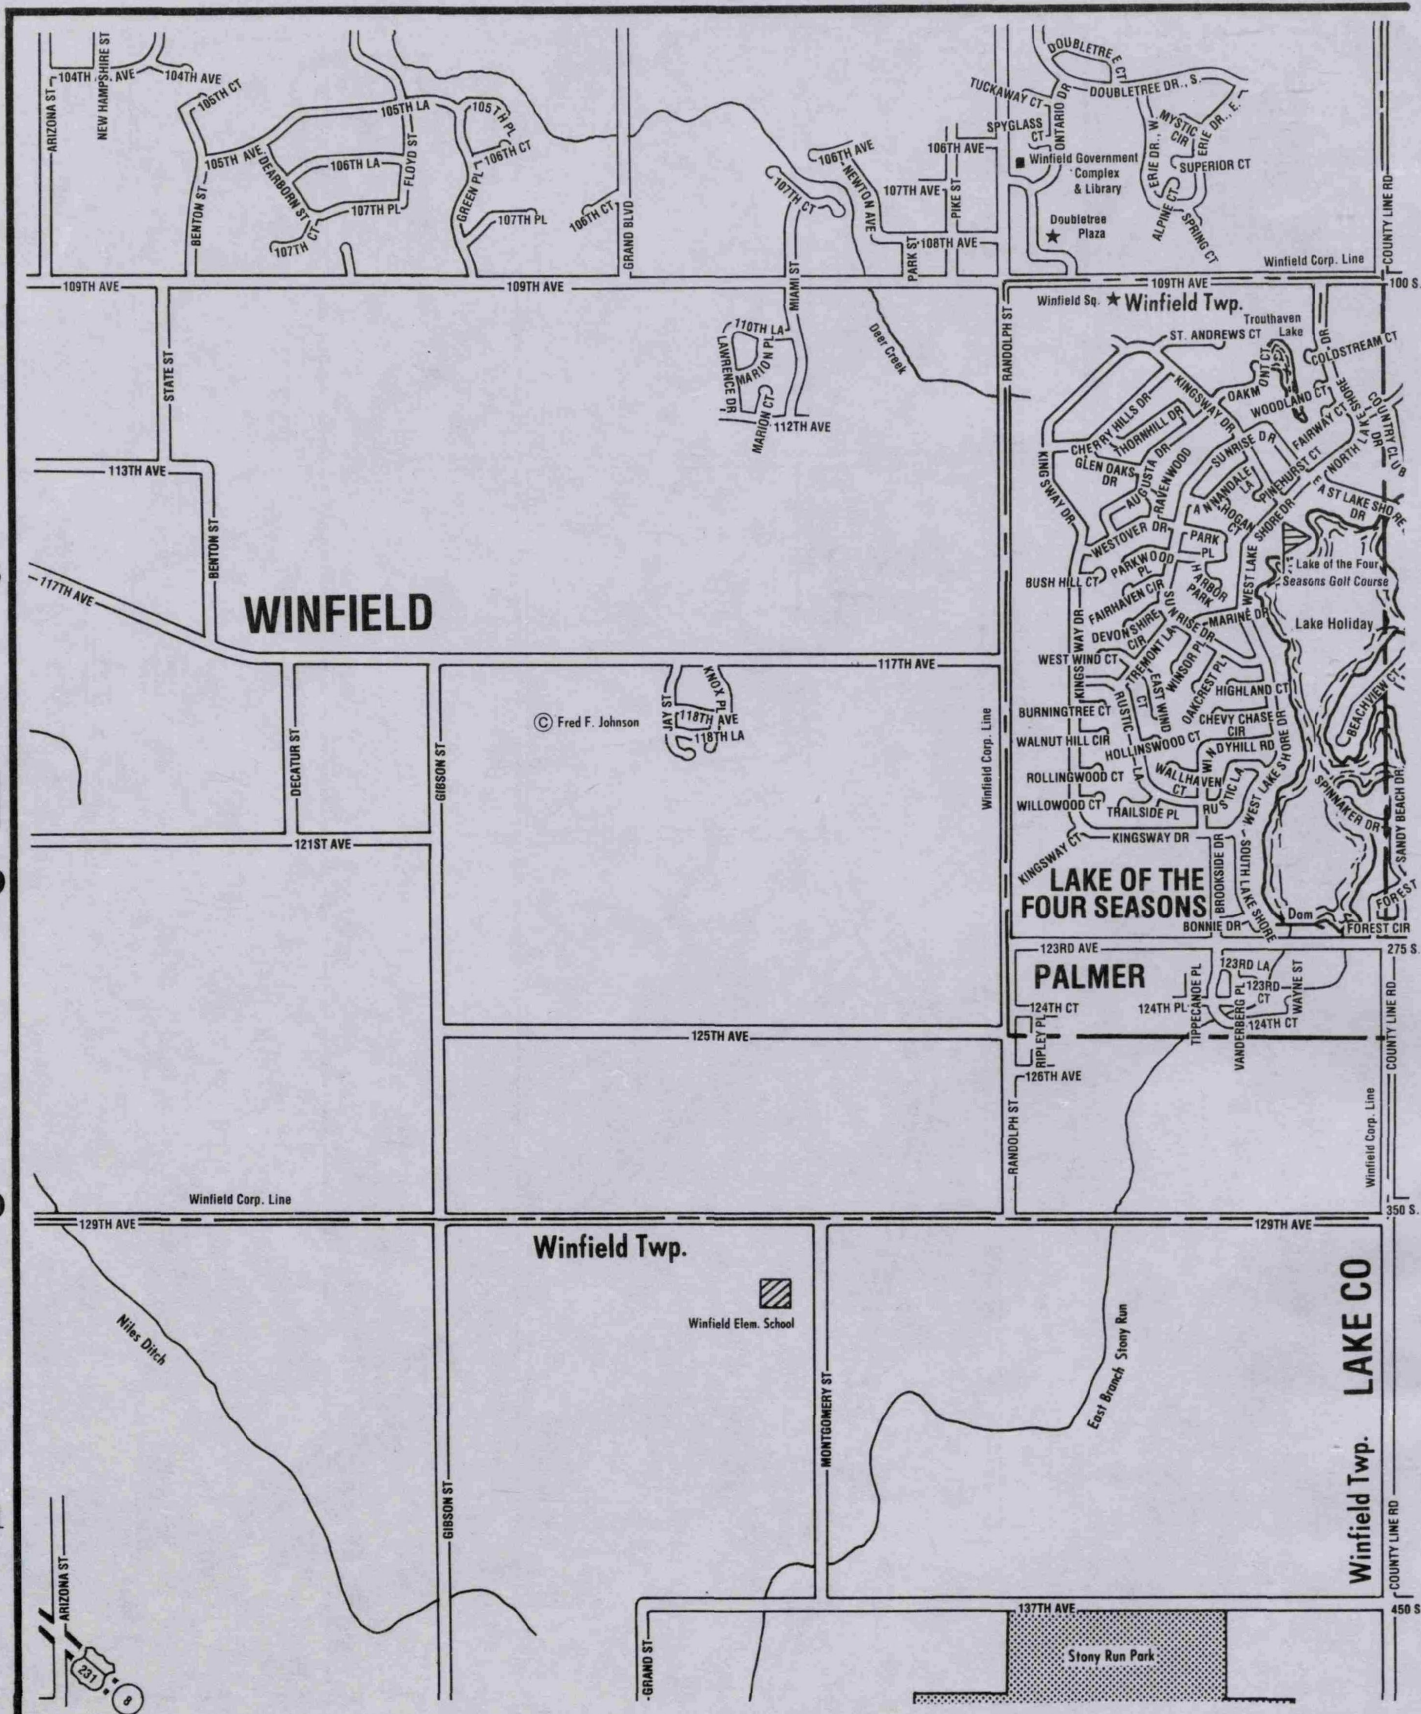 104TH AVE
104TH AVE
ARIZONA ST
NEW HAMPSHIRE ST
105TH CT
105TH AVE
105TH LA
105TH PL
106TH CT
106TH LA
FLOYD ST
DEARBORN ST
107TH PL
107TH CT
BENTON ST
GREEN PL
107TH PL
106TH CT
GRAND BLVD
107TH CT
106TH AVE
NEWTON AVE
107TH AVE
106TH AVE
PIKE ST
PARK ST
108TH AVE
DOUBLETREE CT
DOUBLETREE DR., S.
TUCKAWAY CT
ONTARIO DR
SPYGLASS
CT
Winfield Government
Complex
& Library
Doubletree
Plaza
MYSTIC
CIR
ERIE DR., W.
ERIE DR., E.
SUPERIOR CT
ALPINE CT
SPRING CT
COUNTY LINE RD
Winfield Corp. Line
109TH AVE
109TH AVE
109TH AVE
100 S.
STATE ST
MIAMI ST
110TH LA
LAWRENCE DR
MARION PL
MARION CT
112TH AVE
Deer Creek
RANDOLPH ST
Winfield Sq.
Winfield Twp.
Trouthaven
Lake
ST. ANDREWS CT
COLDSTREAM CT
OAKMONT CT
WOODLAND CT
KINGSWAY DR
CHERRY HILLS DR
THORNHILL DR
GLEN OAKS
DR
AUGUSTA DR
RAVENWOOD
SUNRISE DR
FAIRWAY CT
PINEHURST CT
NORTH LAKE SHORE DR
COUNTRY CLUB
DR
ANNANDALE
LA
HOGAN
CT
EAST LAKE SHORE
DR
KINGSWAY DR
WESTOVER DR
PARK
PL
PARKWOOD
PL
HARBOR
PARK
BUSH HILL CT
FAIRHAVEN CIR
WEST LAKE SHORE DR
Lake of the Four
Seasons Golf Course
Lake Holiday
DEVONSHIRE
CIR
SUNRISE DR
MARINE DR
TREMONT LA
WINSOR PL
WEST WIND CT
KINGSWAY DR
EAST WIND
CT
OAKCREST PL
HIGHLAND CT
BEACHVIEW CT
BURNINGTREE CT
RUSTIC LA
CHEVY CHASE
CIR
WALNUT HILL CIR
HOLLINSWOOD CT
WINDYHILL RD
ROLLINGWOOD CT
WALLHAVEN
CT
RUSTIC LA
WEST LAKE SHORE DR
SPINNAKER DR
SANDY BEACH DR
WILLOWOOD CT
TRAILSIDE PL
KINGSWAY CT
KINGSWAY DR
BROOKSIDE DR
SOUTH LAKE SHORE
LAKE OF THE
FOUR SEASONS
BONNIE DR
Dam
FOREST
FOREST CIR
113TH AVE
BENTON ST
117TH AVE
WINFIELD
117TH AVE
JAY ST
KNOX PL
118TH AVE
118TH LA
© Fred F. Johnson
DECATUR ST
GIBSON ST
121ST AVE
Winfield Corp. Line
123RD AVE
275 S.
PALMER
123RD LA
123RD
CT
WAYNE ST
TIPPECANOE PL
VANDERBERG PL
124TH CT
124TH PL
124TH CT
COUNTY LINE RD
125TH AVE
RIPLEY PL
126TH AVE
RANDOLPH ST
Winfield Corp. Line
Winfield Corp. Line
129TH AVE
129TH AVE
350 S.
Winfield Twp.
Winfield Elem. School
Niles Ditch
MONTGOMERY ST
East Branch Stony Run
Winfield Twp.
LAKE CO
GIBSON ST
COUNTY LINE RD
ARIZONA ST
231
8
137TH AVE
450 S
GRAND ST
Stony Run Park